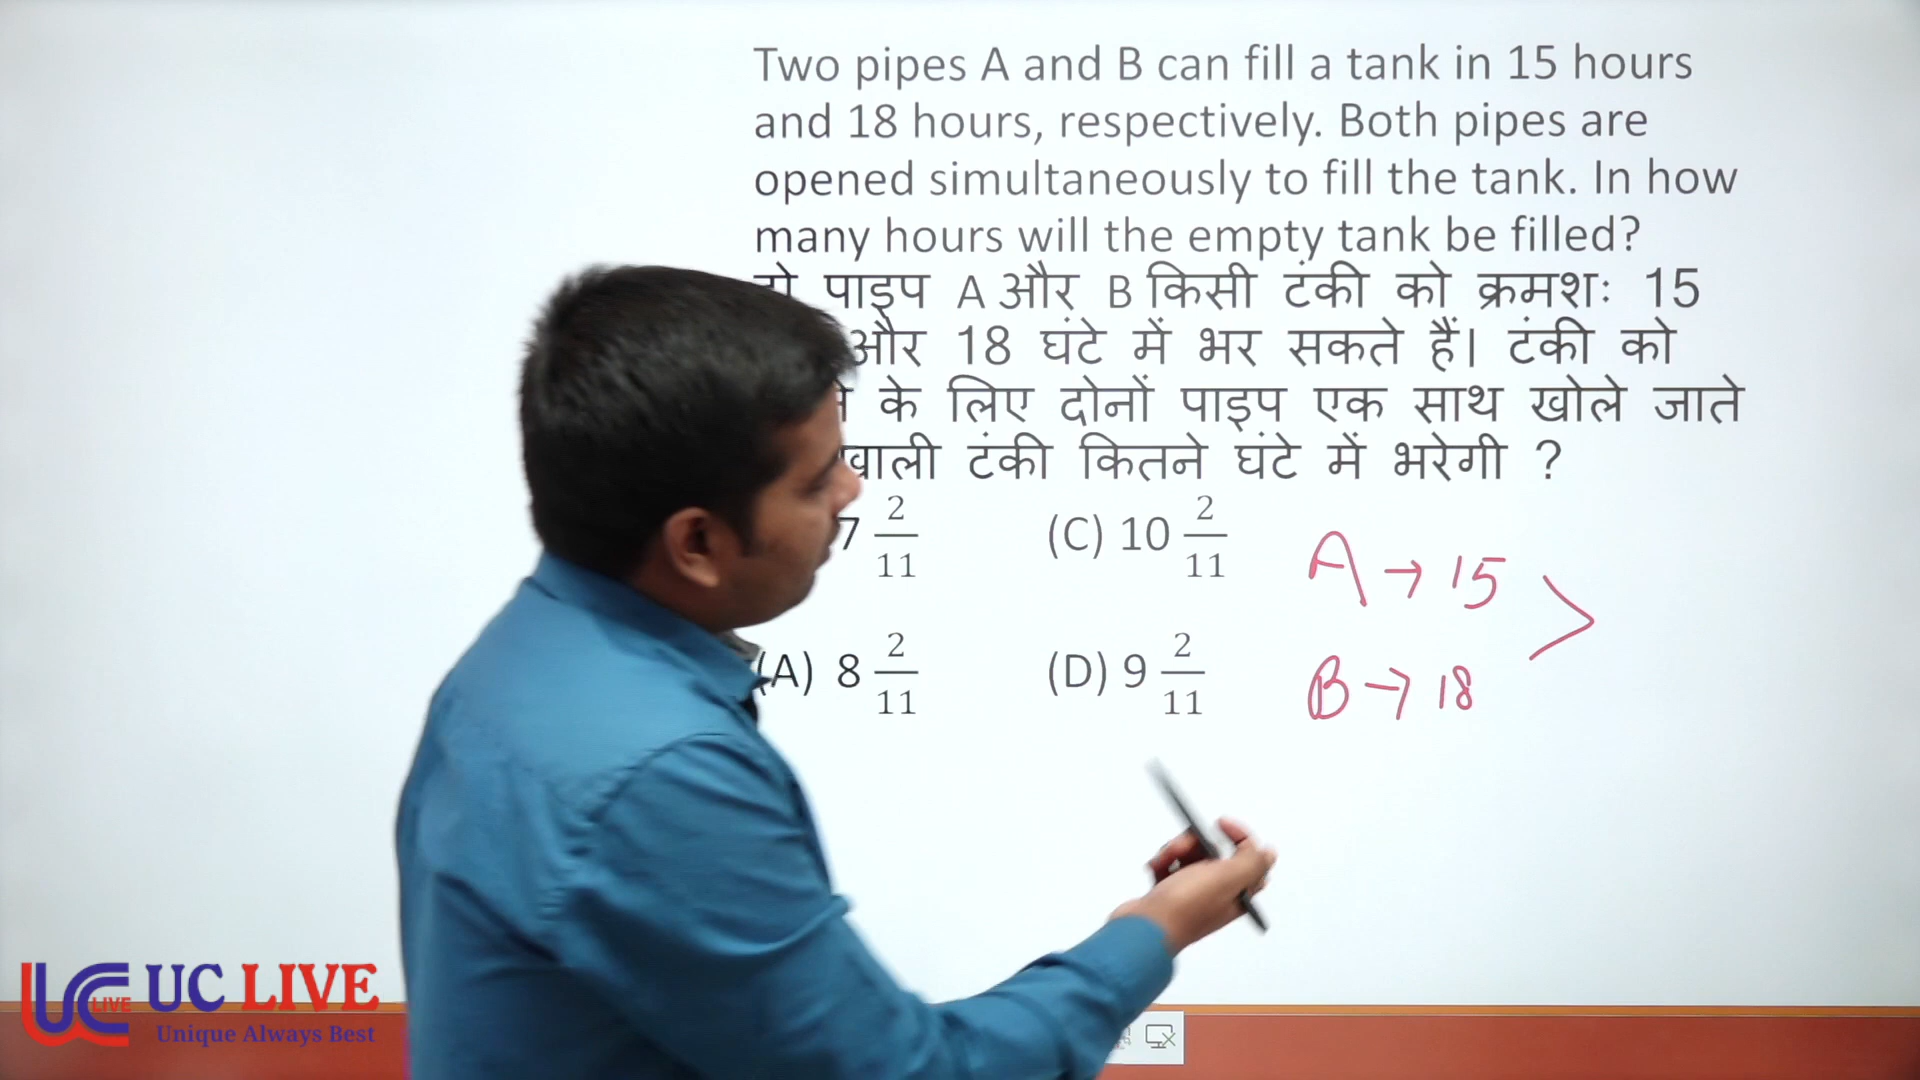 Two pipes A and B can fill a tank in 15 hours
and 18 hours, respectively. Both pipes are
opened simultaneously to fill the tank. In how
many hours will the empty tank be filled?
पाइप A और B किसी टंकी को क्रमशः 15
और 18 घंटे में भर सकते हैं। टंकी को
के लिए दोनों पाइप एक साथ खोले जाते
खाली टंकी कितने घंटे में भरेगी ?
7 2/11 (C) 10 2/11
(A) 8 2/11 (D) 9 2/11
A → 15
B → 18
UC LIVE UC LIVE
Unique Always Best